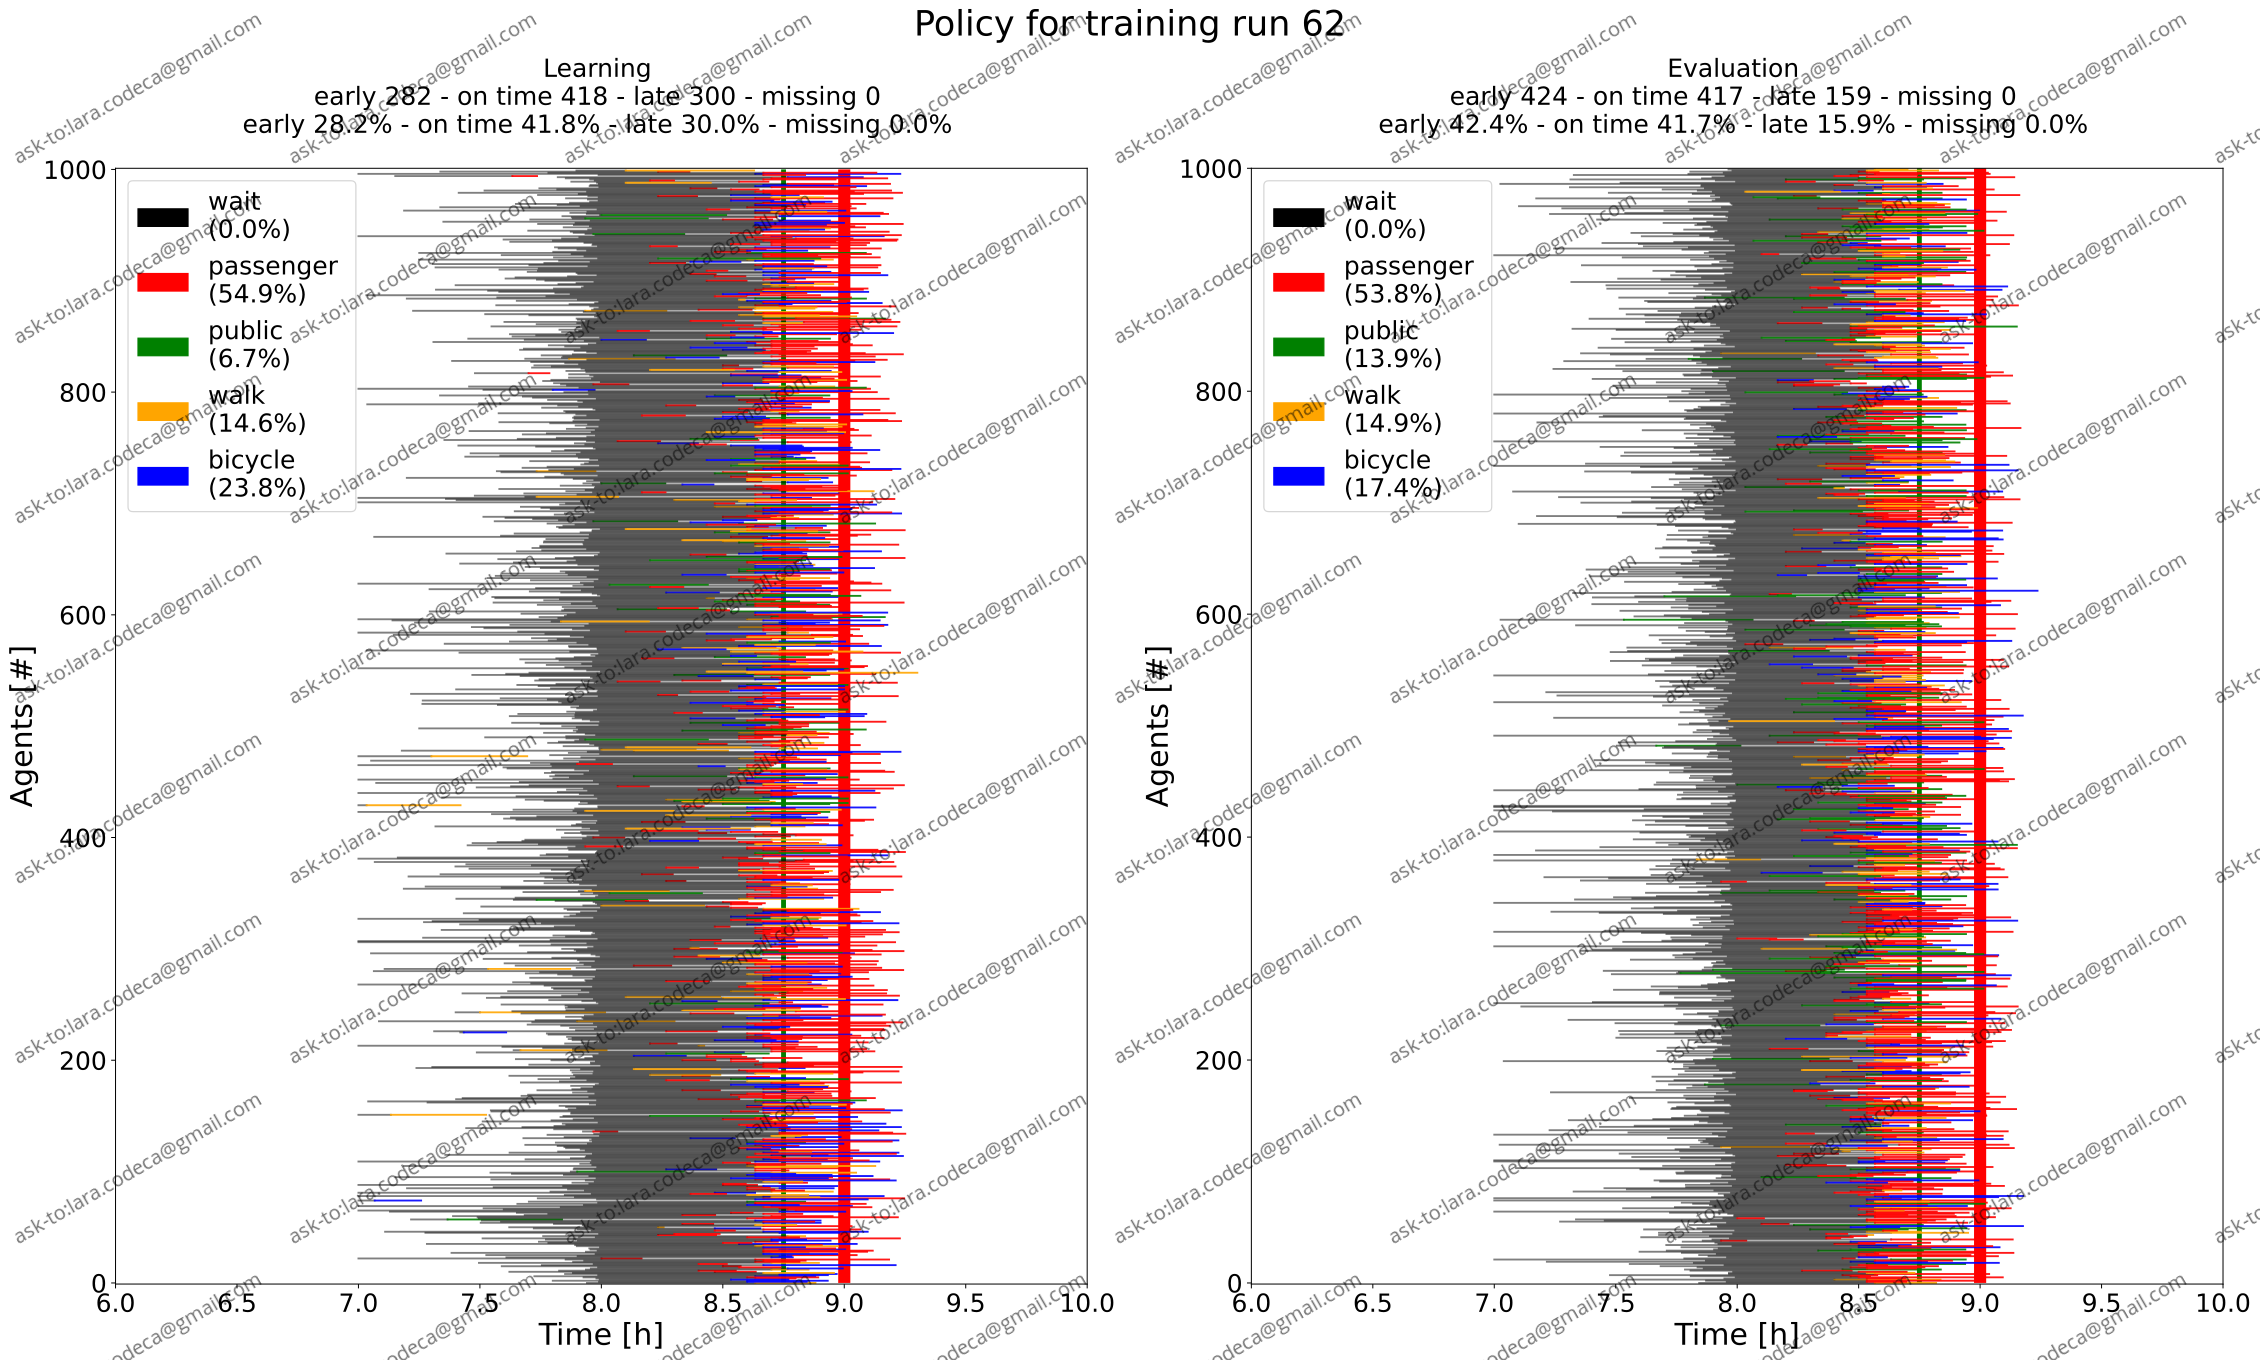 Policy for training run 62
Learning
early 282 - on time 418 - late 300 - missing 0
early 28.2% - on time 41.8% - late 30.0% - missing 0.0%
1000
800
600
400
200
0
Agents [#]
wait
(0.0%)
passenger
(54.9%)
public
(6.7%)
walk
(14.6%)
bicycle
(23.8%)
6.0 6.5 7.0 7.5 8.0 8.5 9.0 9.5 10.0
Time [h]
Evaluation
early 424 - on time 417 - late 159 - missing 0
early 42.4% - on time 41.7% - late 15.9% - missing 0.0%
1000
800
600
400
200
0
Agents [#]
wait
(0.0%)
passenger
(53.8%)
public
(13.9%)
walk
(14.9%)
bicycle
(17.4%)
6.0 6.5 7.0 7.5 8.0 8.5 9.0 9.5 10.0
Time [h]
ask-to:lara.codeca@gmail.com